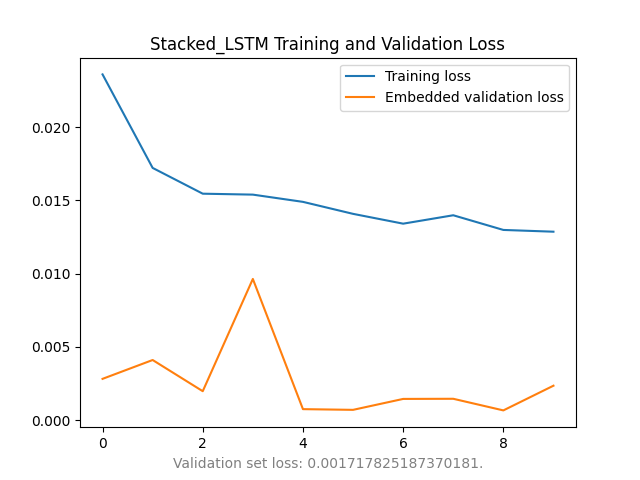 Stacked_LSTM Training and Validation Loss
Training loss
Embedded validation loss
0.020
0.015
0.010
0.005
0.000
0 2 4 6 8
Validation set loss: 0.001717825187370181.